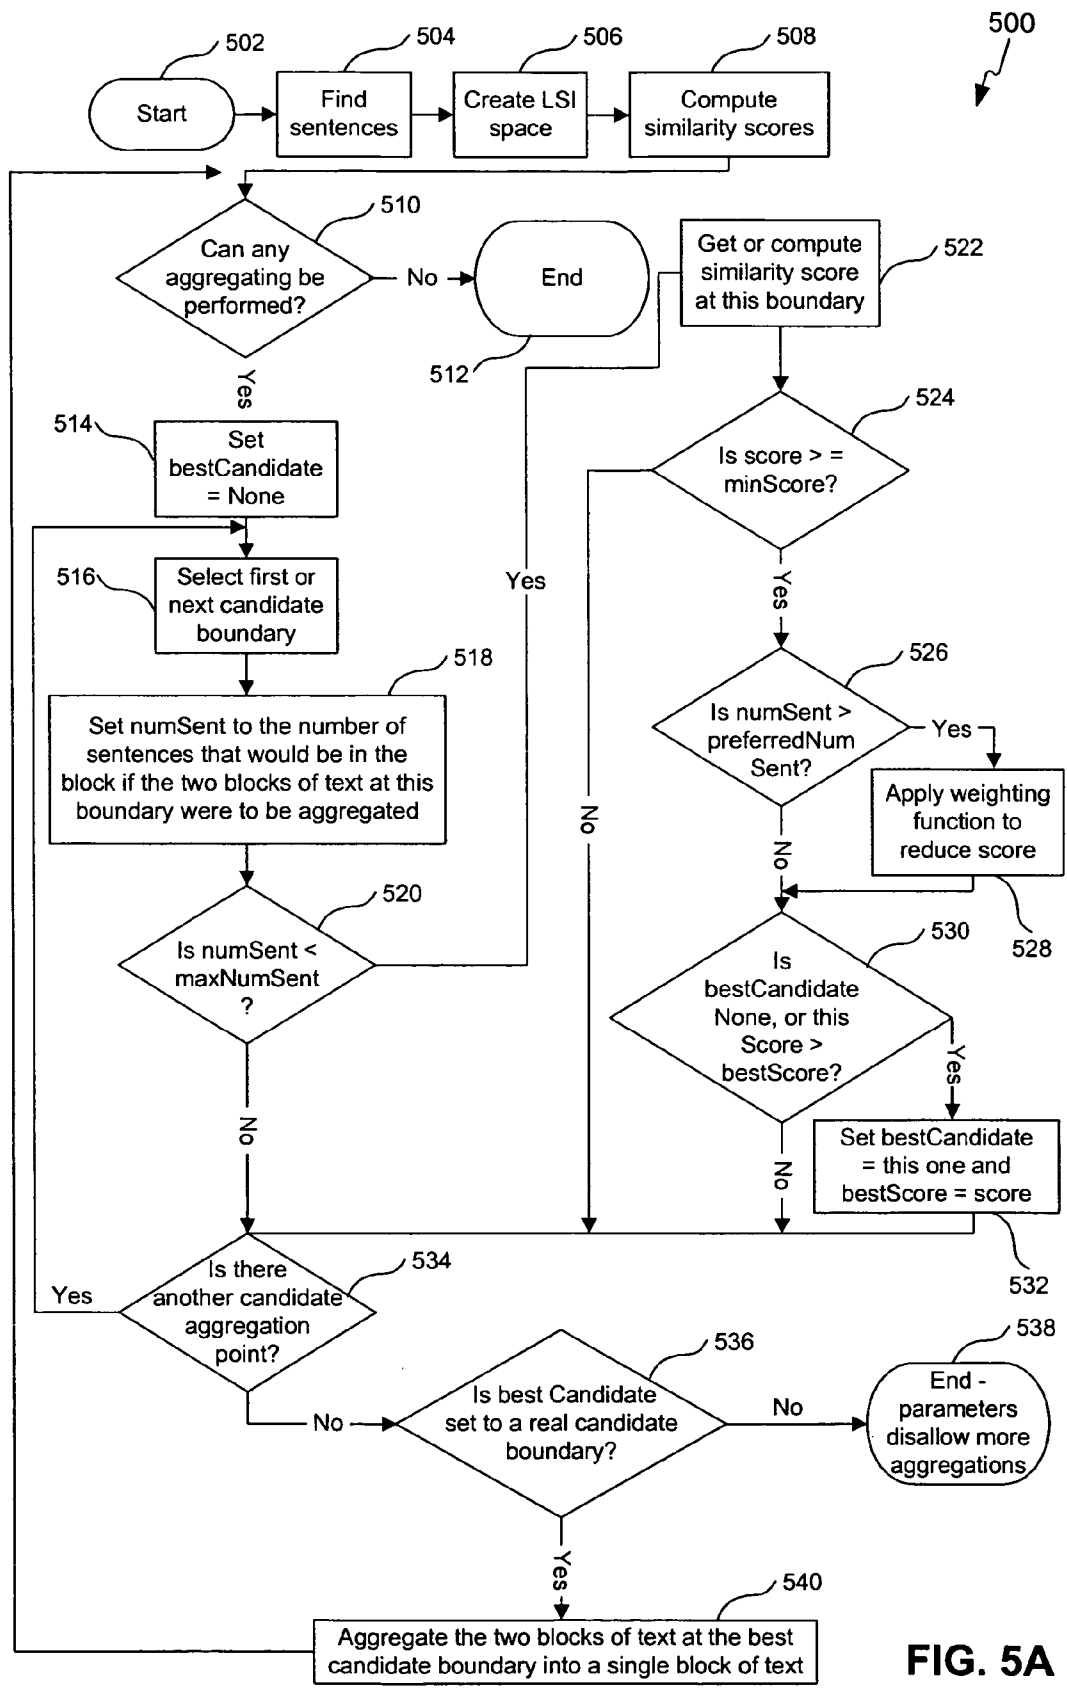 500
502
504
506
508
Start
Find
sentences
Create LSI
space
Compute
similarity scores
510
Can any
aggregating be
performed?
No
End
512
Get or compute
similarity score
at this boundary
522
Yes
514
Set
bestCandidate
= None
524
Is score > =
minScore?
516
Select first or
next candidate
boundary
Yes
Yes
518
Set numSent to the number of
sentences that would be in the
block if the two blocks of text at this
boundary were to be aggregated
526
Is numSent >
preferredNum
Sent?
Yes
Apply weighting
function to
reduce score
528
No
No
520
Is numSent <
maxNumSent
?
530
Is
bestCandidate
None, or this
Score >
bestScore?
Yes
No
No
Set bestCandidate
= this one and
bestScore = score
532
534
Is there
another candidate
aggregation
point?
Yes
No
536
Is best Candidate
set to a real candidate
boundary?
No
538
End -
parameters
disallow more
aggregations
Yes
540
Aggregate the two blocks of text at the best
candidate boundary into a single block of text
FIG. 5A